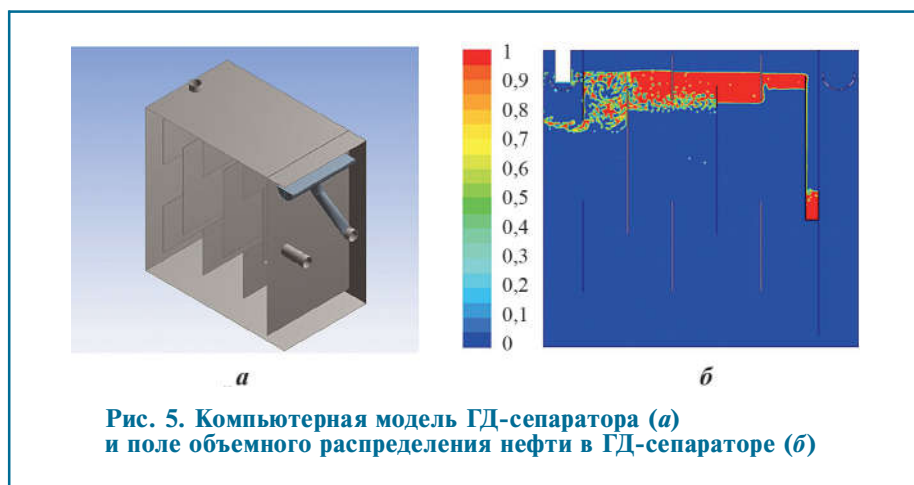 1
0,9
0,8
0,7
0,6
0,5
0,4
0,3
0,2
0,1
0
а
б
Рис. 5. Компьютерная модель ГД-сепаратора (а)
и поле объемного распределения нефти в ГД-сепараторе (б)